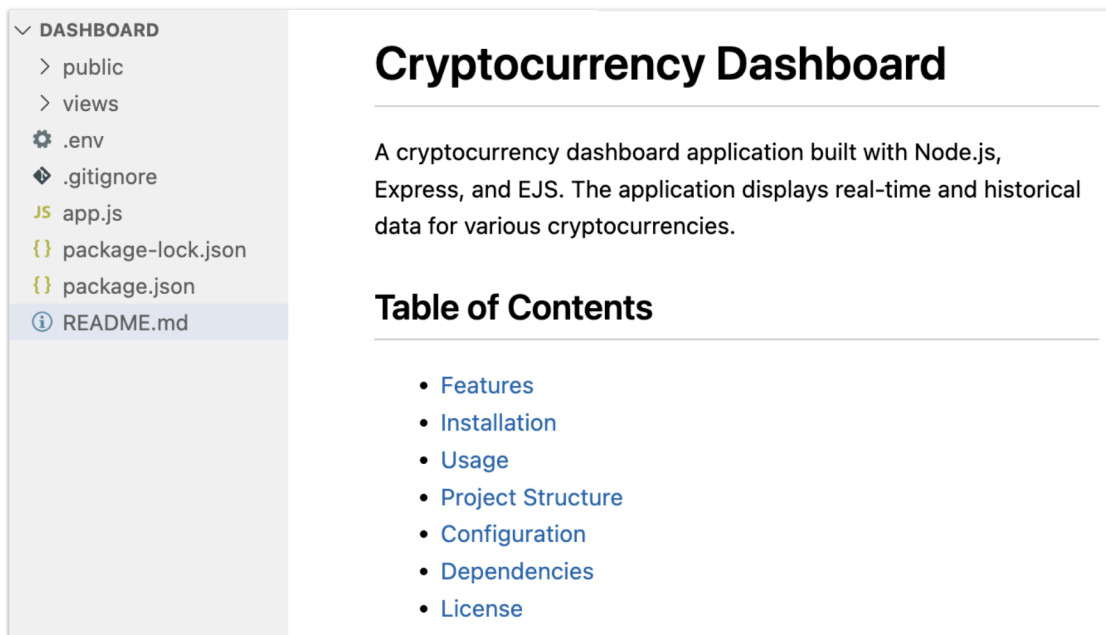 DASHBOARD
public
views
.env
.gitignore
JS app.js
{} package-lock.json
{} package.json
README.md
Cryptocurrency Dashboard
A cryptocurrency dashboard application built with Node.js,
Express, and EJS. The application displays real-time and historical
data for various cryptocurrencies.
Table of Contents
• Features
• Installation
• Usage
• Project Structure
• Configuration
• Dependencies
• License